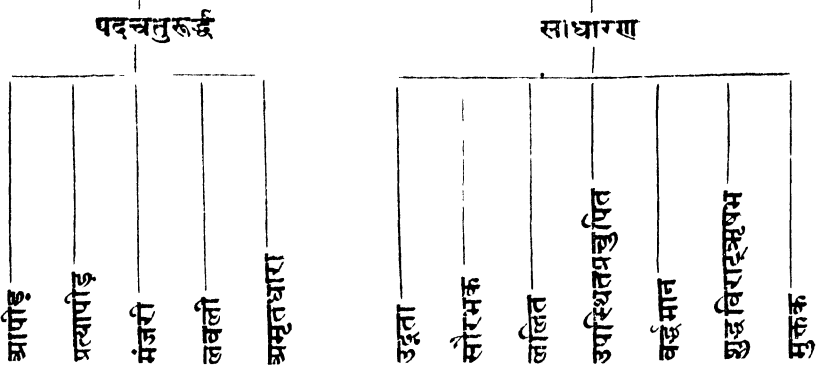 पदचतुरूर्द्ध
साधारण
आपीड़
प्रत्यापीड़
मंजरी
लवली
अमृतधारा
उद्गता
सौरभक
ललित
उपस्थितप्रचुपित
वर्द्धमान
शुद्धविराट्ऋषभ
मुक्तक